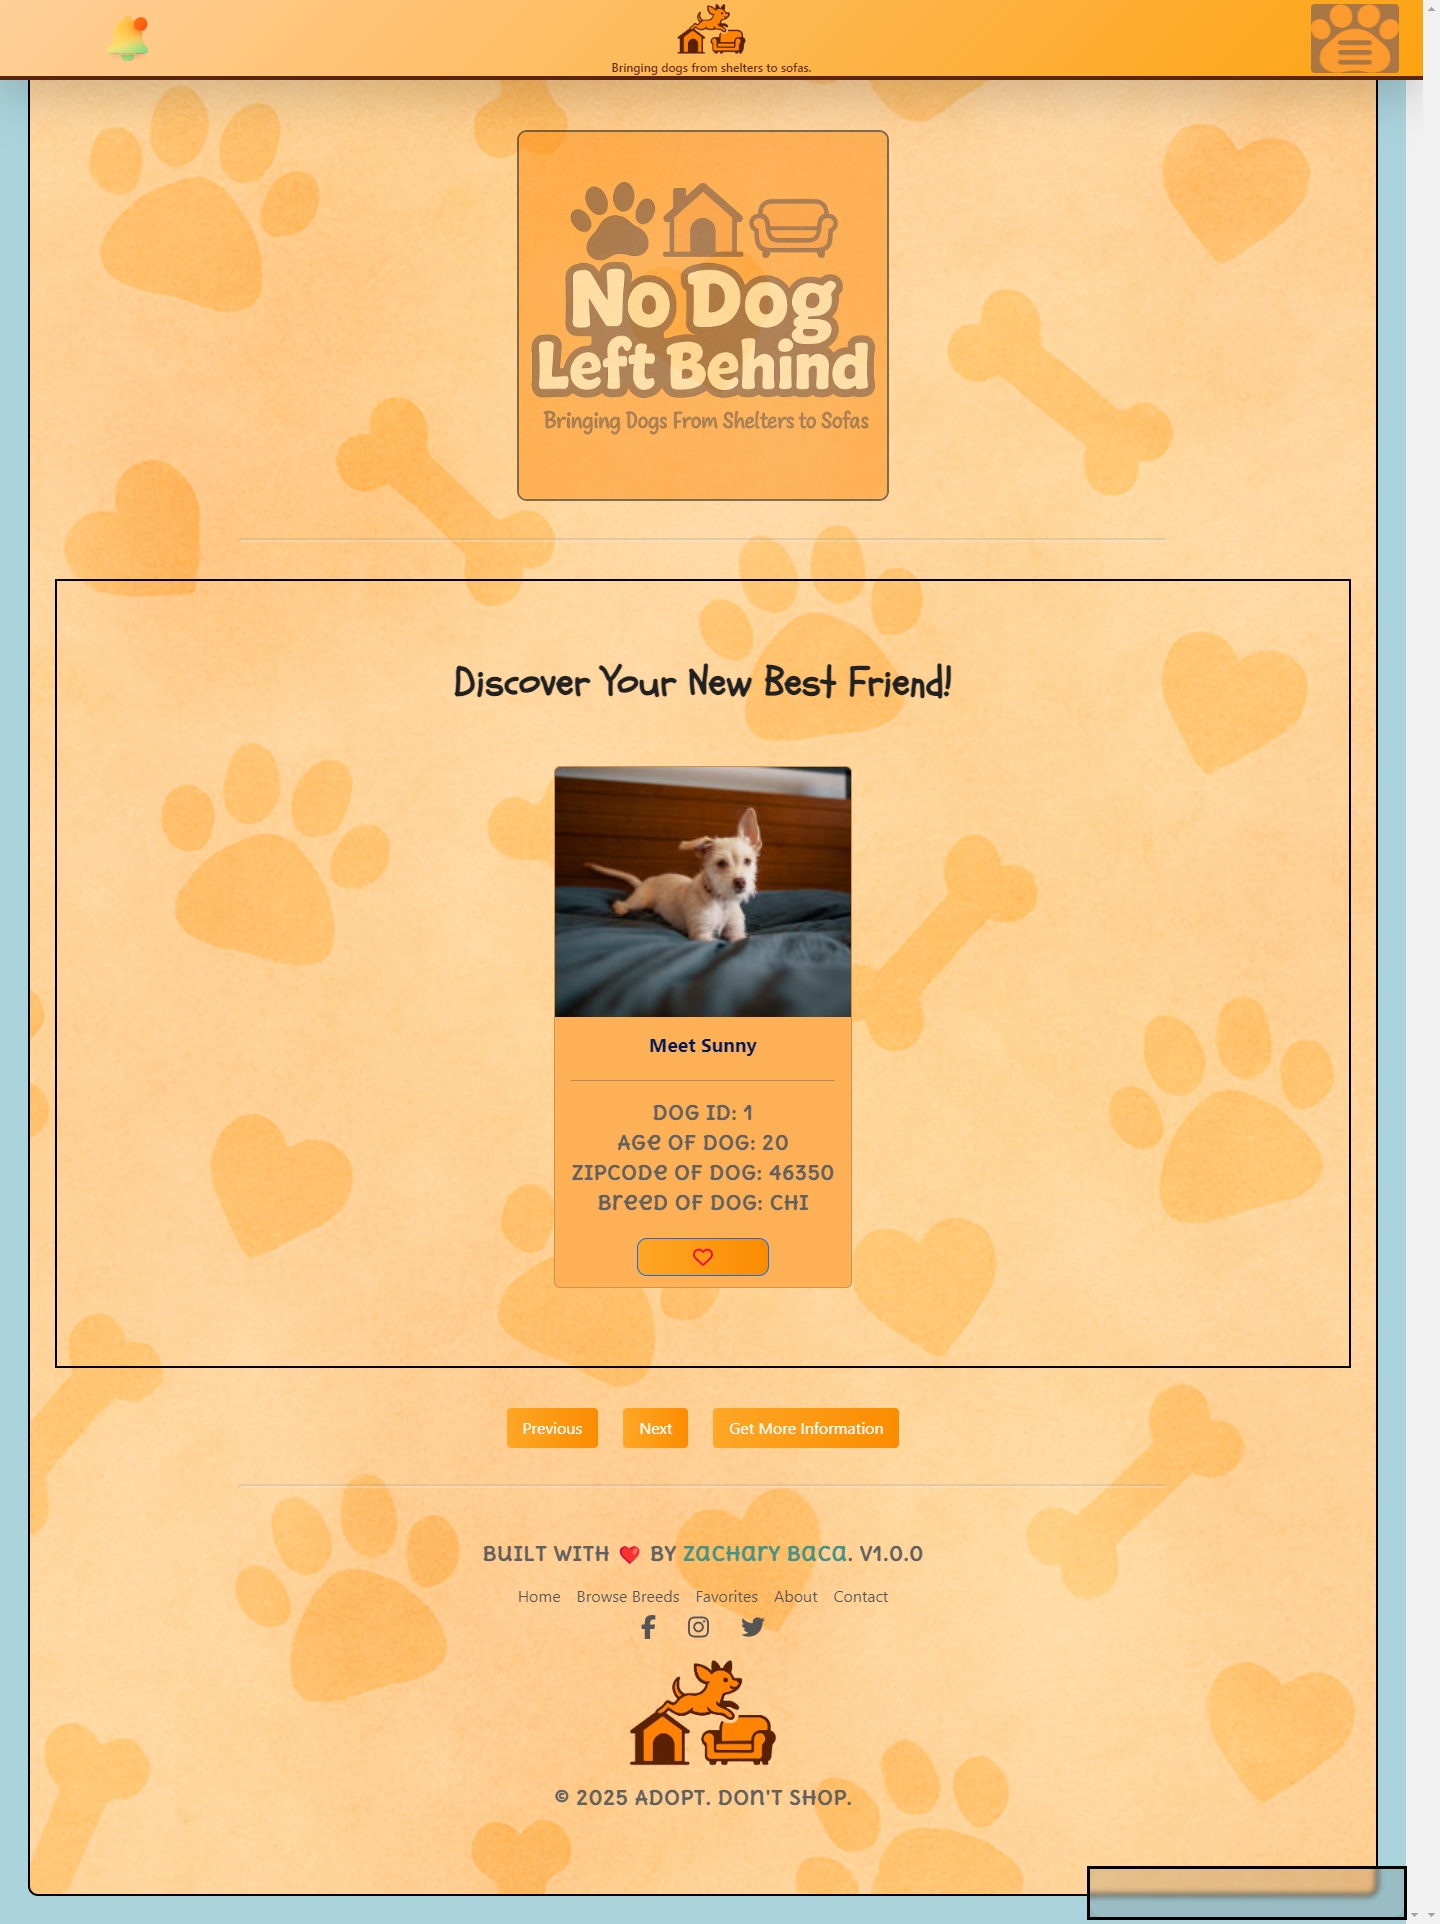 Bringing dogs from shelters to sofas.
No Dog
Left Behind
Bringing Dogs From Shelters to Sofas
Discover Your New Best Friend!
Meet Sunny
DOG ID: 1
AGe OF DOG: 20
ZIPCODe OF DOG: 46350
BreeD OF DOG: CHI
Previous Next Get More Information
BUILT WITH ❤️ BY ZaCHarY Baca. V1.0.0
Home Browse Breeds Favorites About Contact
© 2025 ADOPT. DOn'T SHOP.